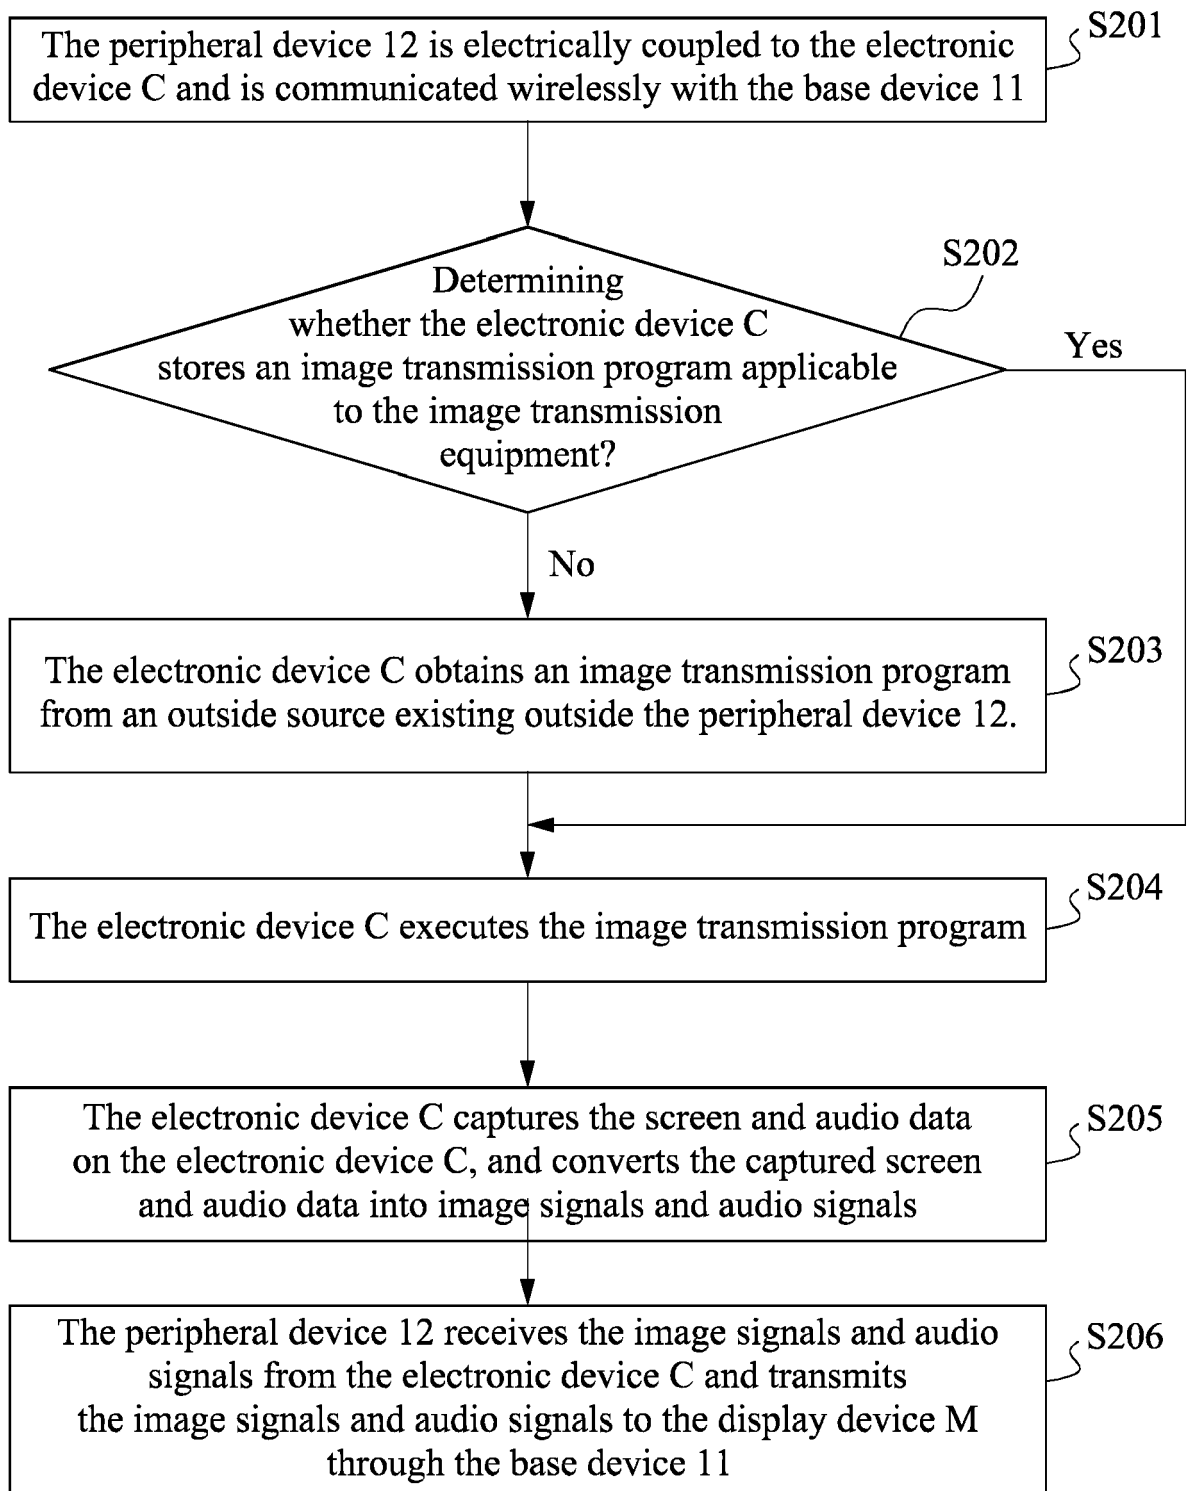 The peripheral device 12 is electrically coupled to the electronic
device C and is communicated wirelessly with the base device 11
S201
Determining
whether the electronic device C
stores an image transmission program applicable
to the image transmission
equipment?
S202
Yes
No
The electronic device C obtains an image transmission program
from an outside source existing outside the peripheral device 12.
S203
The electronic device C executes the image transmission program
S204
The electronic device C captures the screen and audio data
on the electronic device C, and converts the captured screen
and audio data into image signals and audio signals
S205
The peripheral device 12 receives the image signals and audio
signals from the electronic device C and transmits
the image signals and audio signals to the display device M
through the base device 11
S206